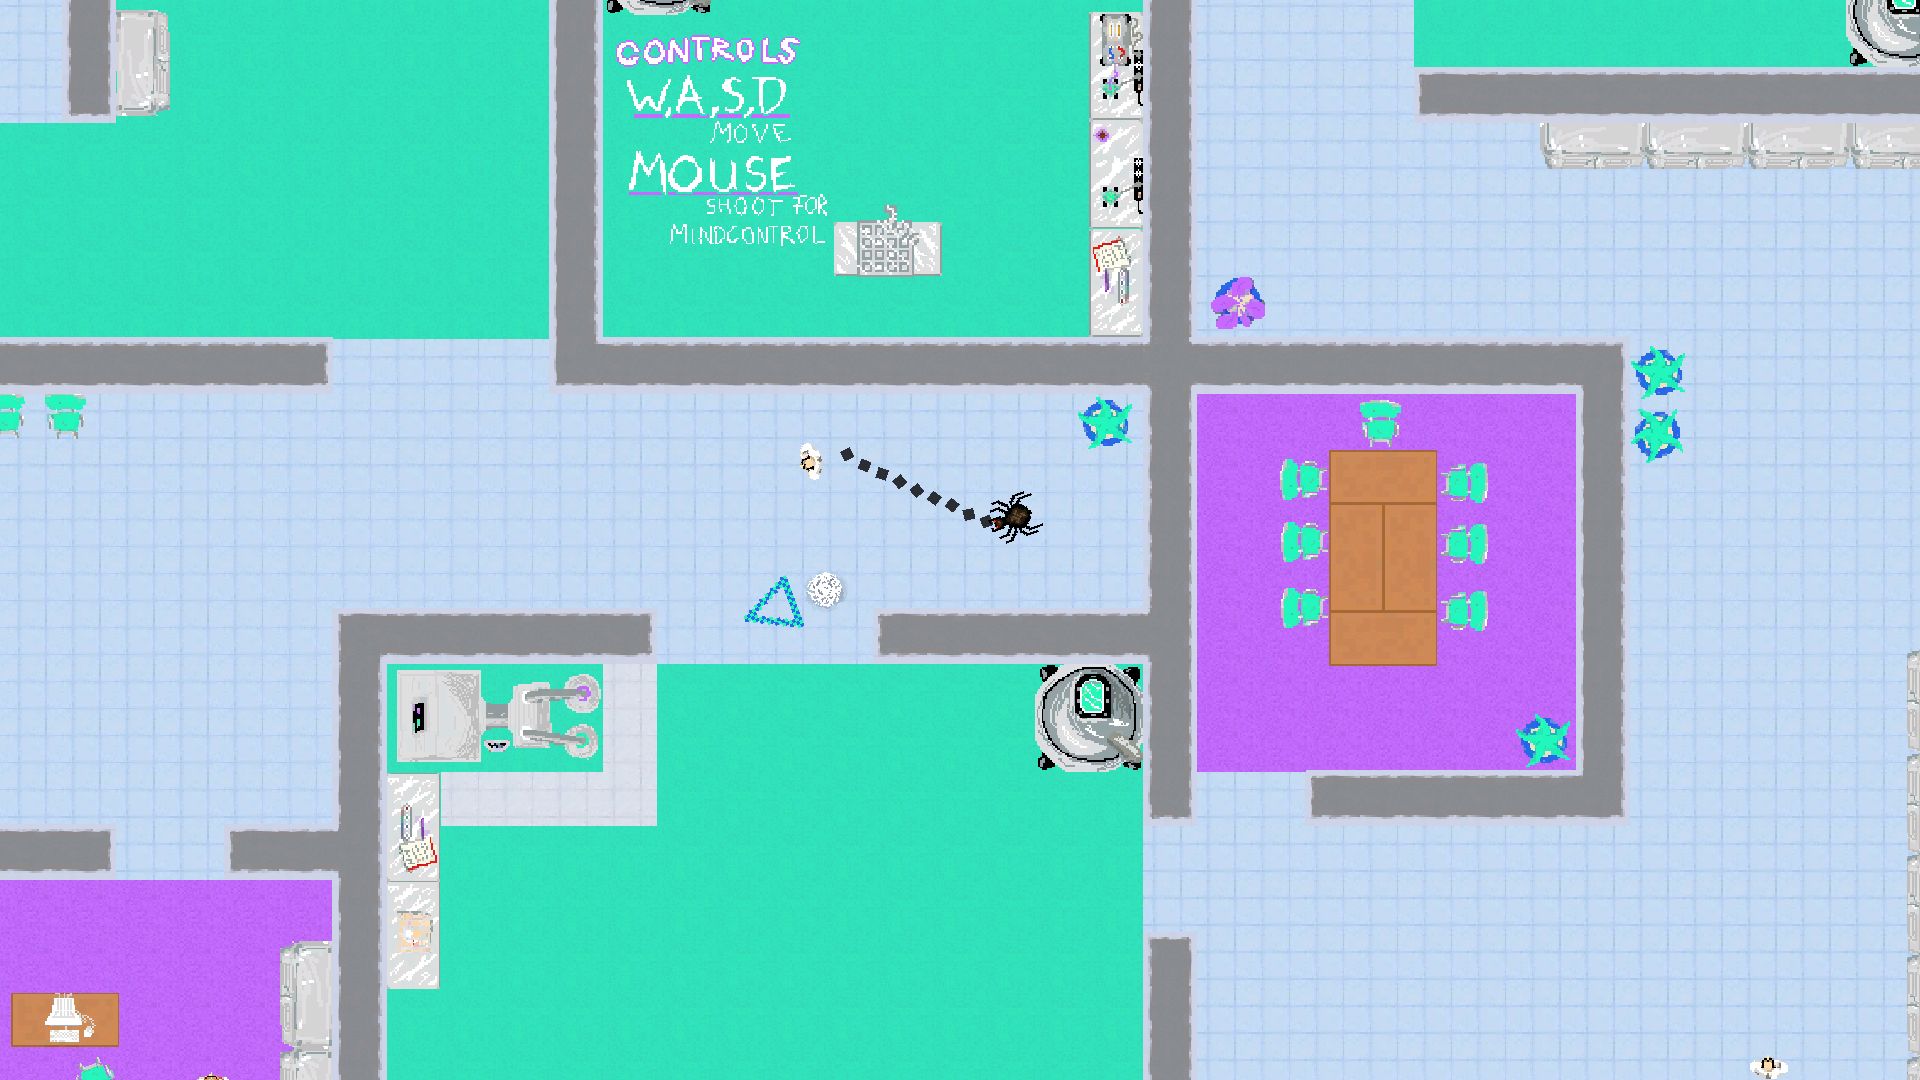 CONTROLS
W,A,S,D
MOVE
MOUSE
SHOOT FOR
MINDCONTROL